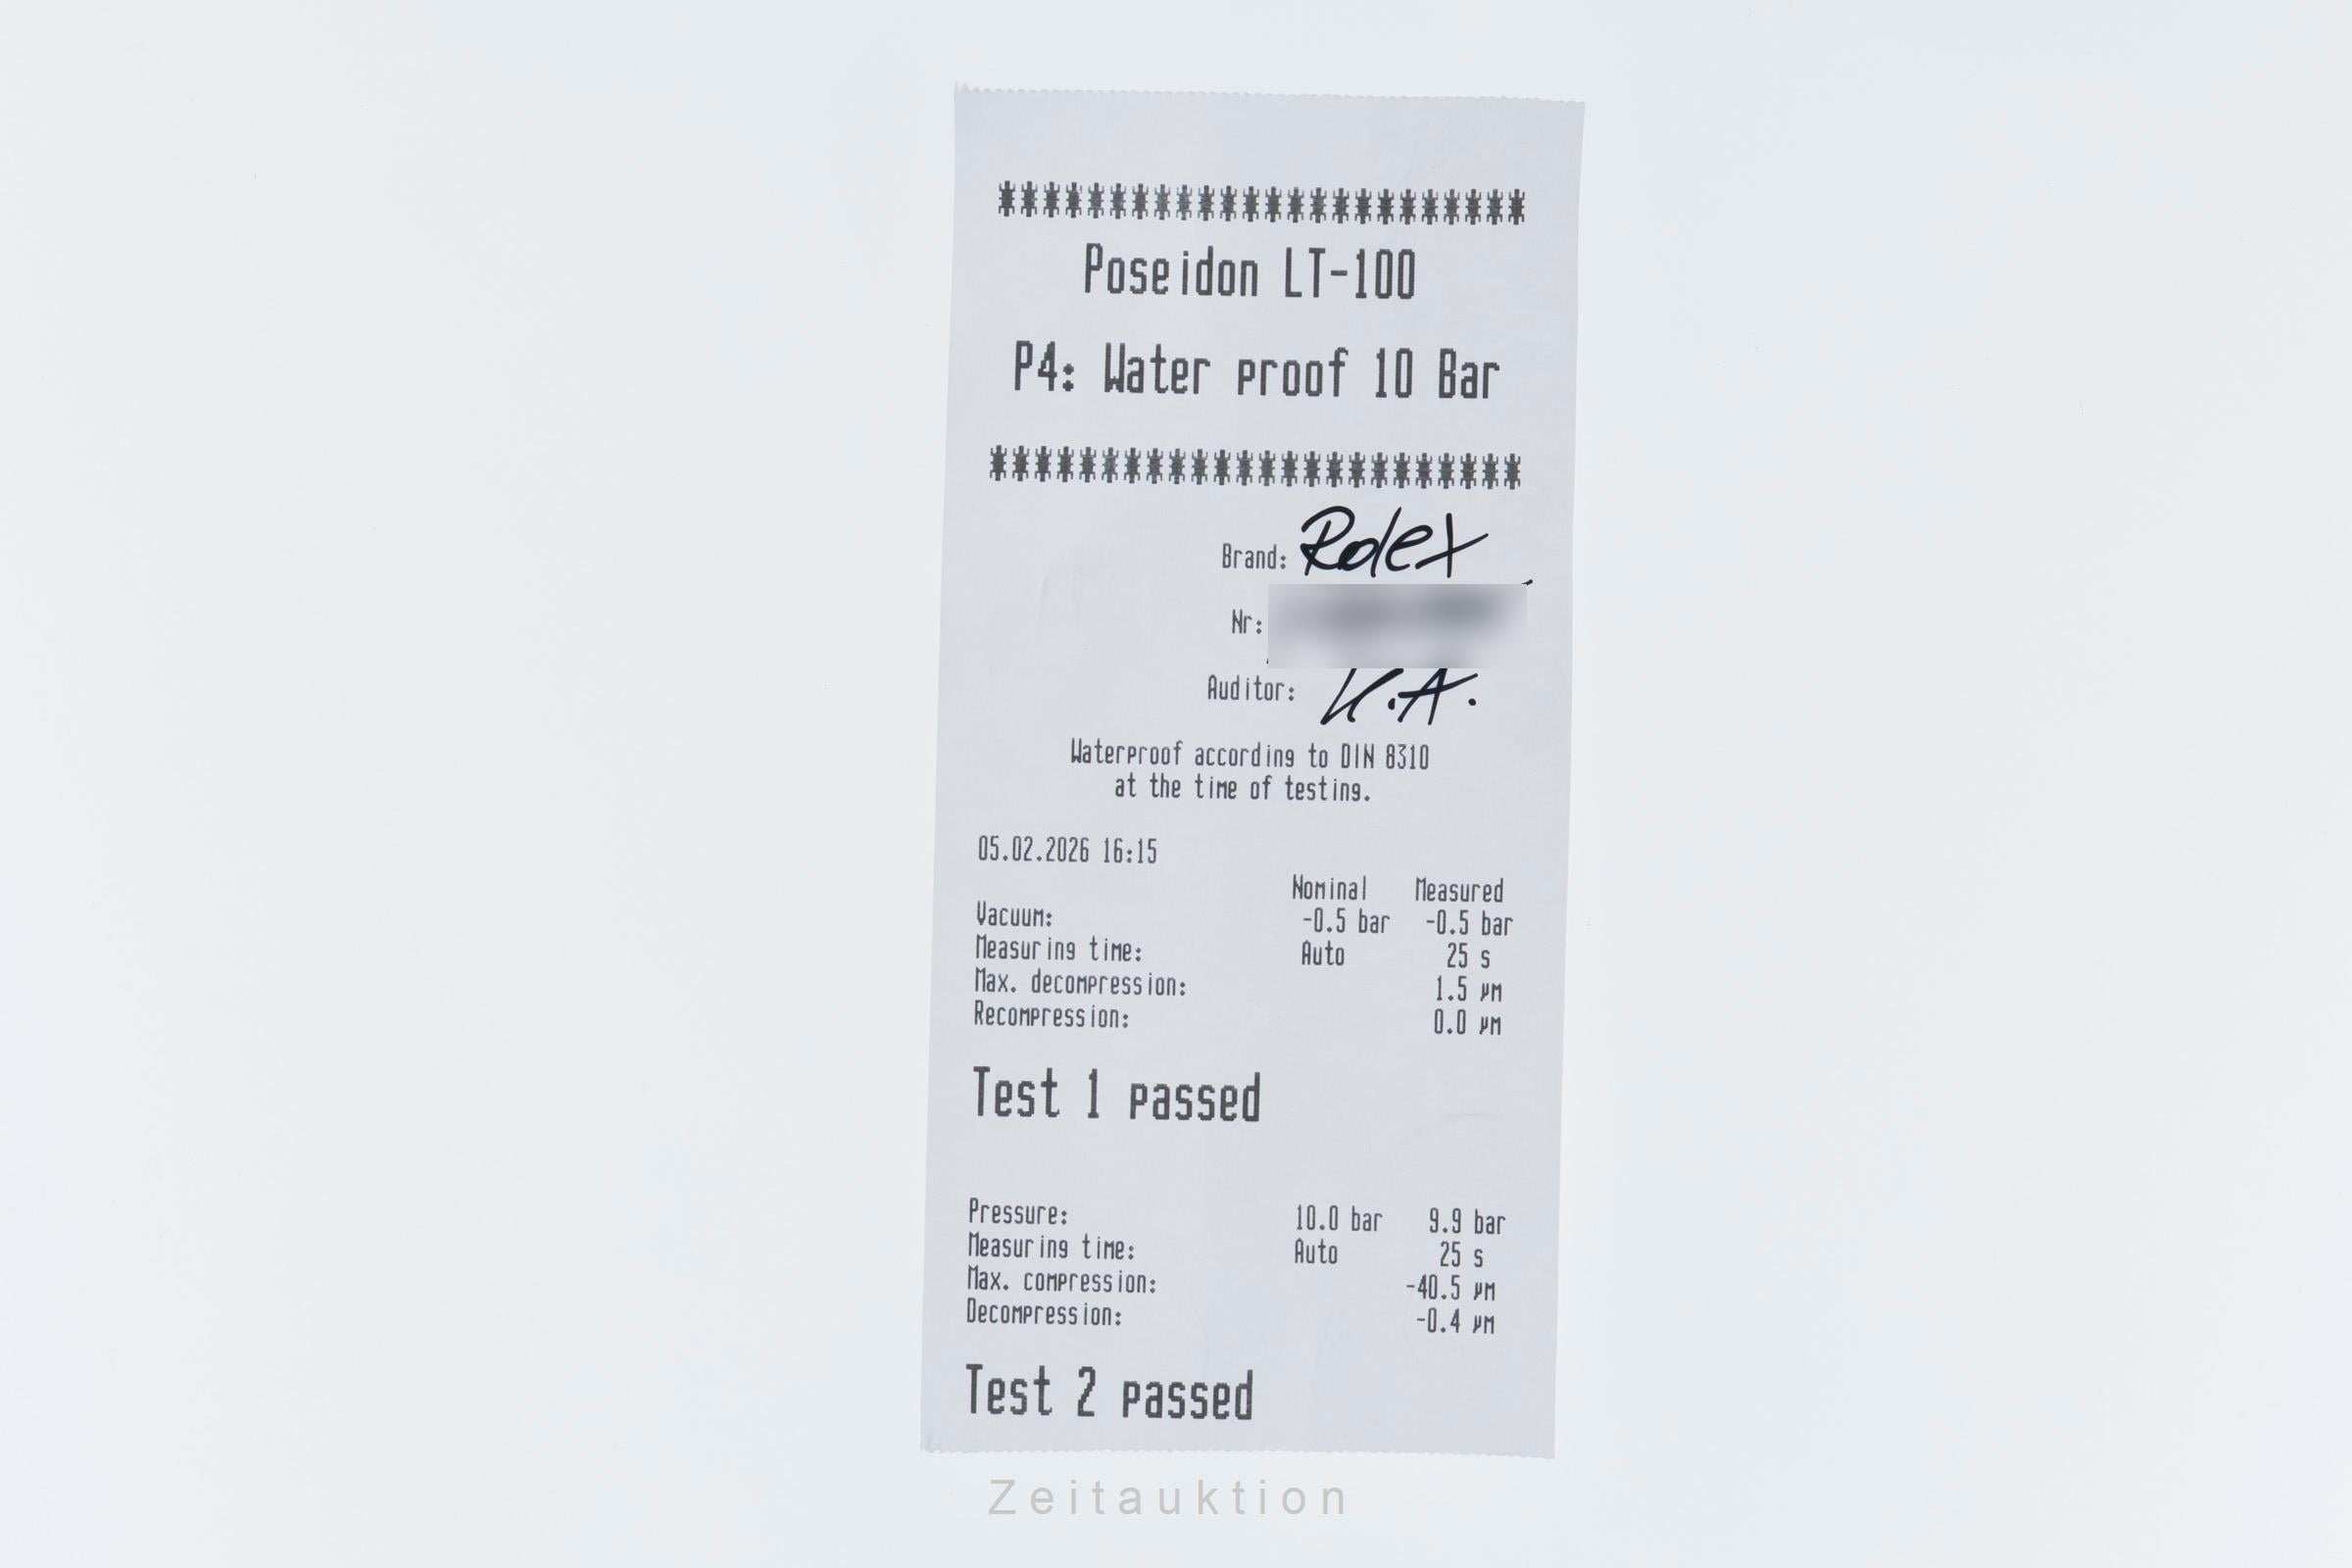 ************************
Poseidon LT-100
P4: Water proof 10 Bar
************************
Brand: Rolex
Nr:
Auditor: K.A.
Waterproof according to DIN 8310
at the time of testing.
05.02.2026 16:15
Nominal Measured
Vacuum: -0.5 bar -0.5 bar
Measuring time: Auto 25 s
Max. decompression: 1.5 µm
Recompression: 0.0 µm
Test 1 passed
Pressure: 10.0 bar 9.9 bar
Measuring time: Auto 25 s
Max. compression: -40.5 µm
Decompression: -0.4 µm
Test 2 passed
Zeitauktion